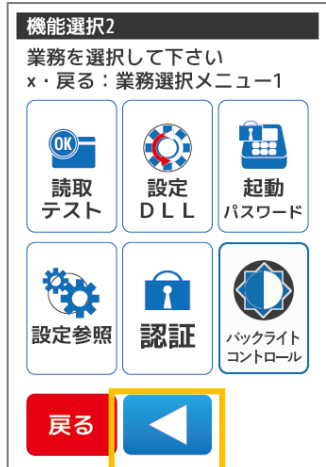 機能選択2
業務を選択して下さい
x・戻る：業務選択メニュー1
OK
読取
テスト
設定
DLL
起動
パスワード
設定参照
認証
バックライト
コントロール
戻る